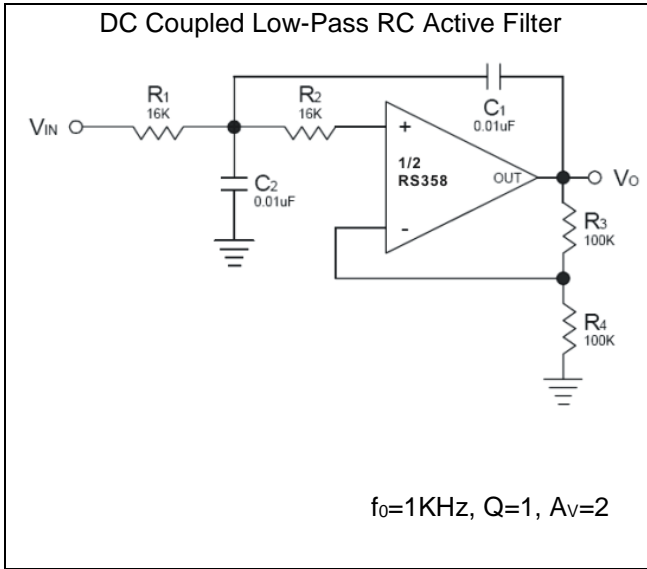 DC Coupled Low-Pass RC Active Filter
R1
16K
R2
16K
C1
0.01uF
VIN
+
1/2
RS358
OUT
VO
C2
0.01uF
-
R3
100K
R4
100K
f0=1KHz, Q=1, AV=2